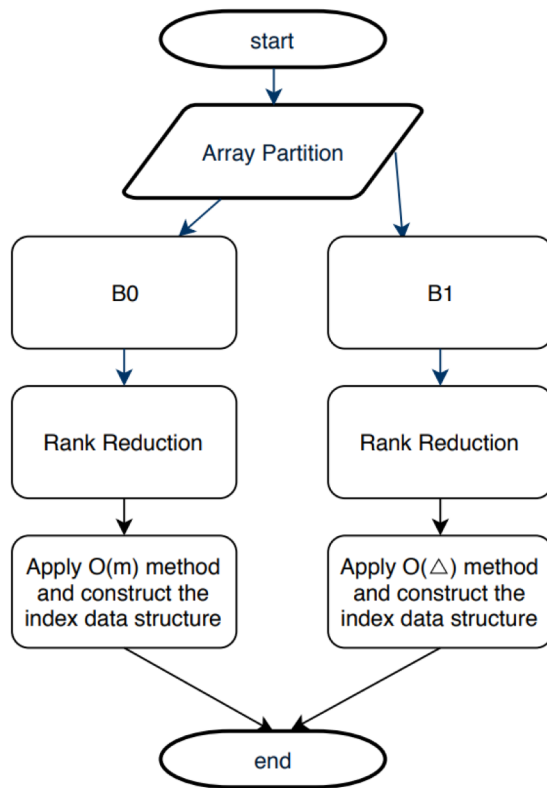 start
Array Partition
B0
B1
Rank Reduction
Rank Reduction
Apply O(m) method
and construct the
index data structure
Apply O(△) method
and construct the
index data structure
end